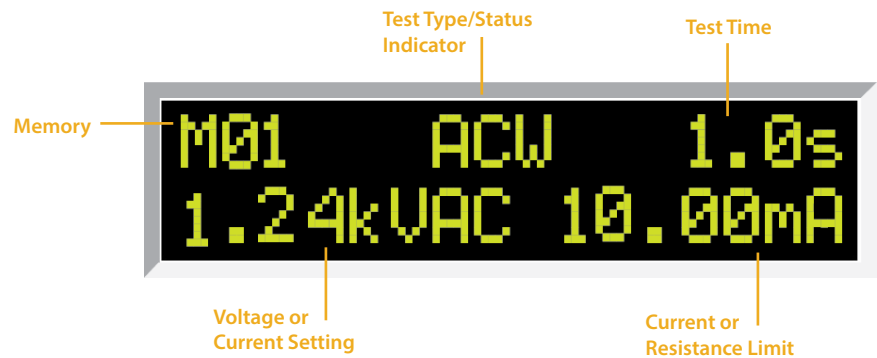 Test Type/Status
Indicator
Test Time
Memory
M01 ACW 1.0s
1.24kVAC 10.00mA
Voltage or
Current Setting
Current or
Resistance Limit